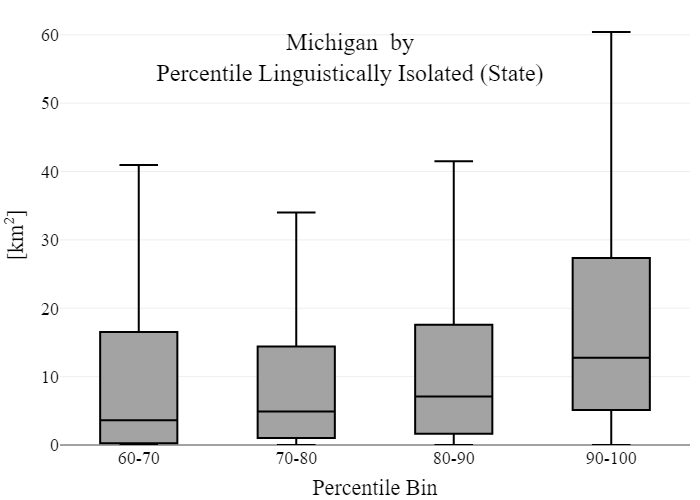 Michigan  by
Percentile Linguistically Isolated (State)
[km²]
60
50
40
30
20
10
0
60-70 70-80 80-90 90-100
Percentile Bin